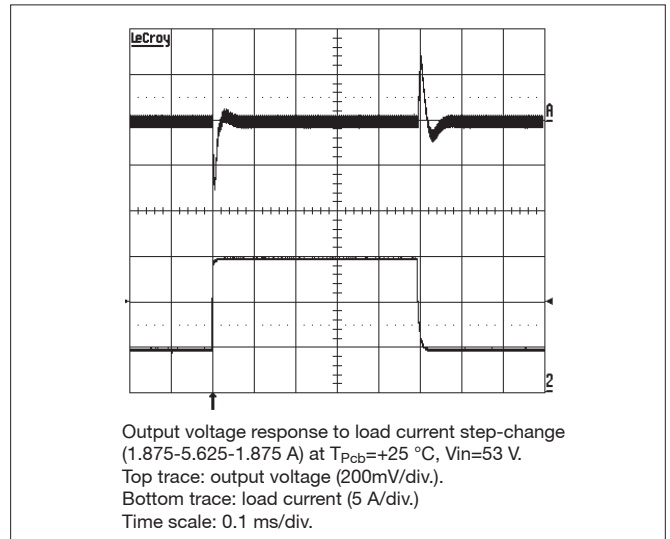 LeCroy
A
2
Output voltage response to load current step-change
(1.875-5.625-1.875 A) at TPcb=+25 °C, Vin=53 V.
Top trace: output voltage (200mV/div.).
Bottom trace: load current (5 A/div.)
Time scale: 0.1 ms/div.